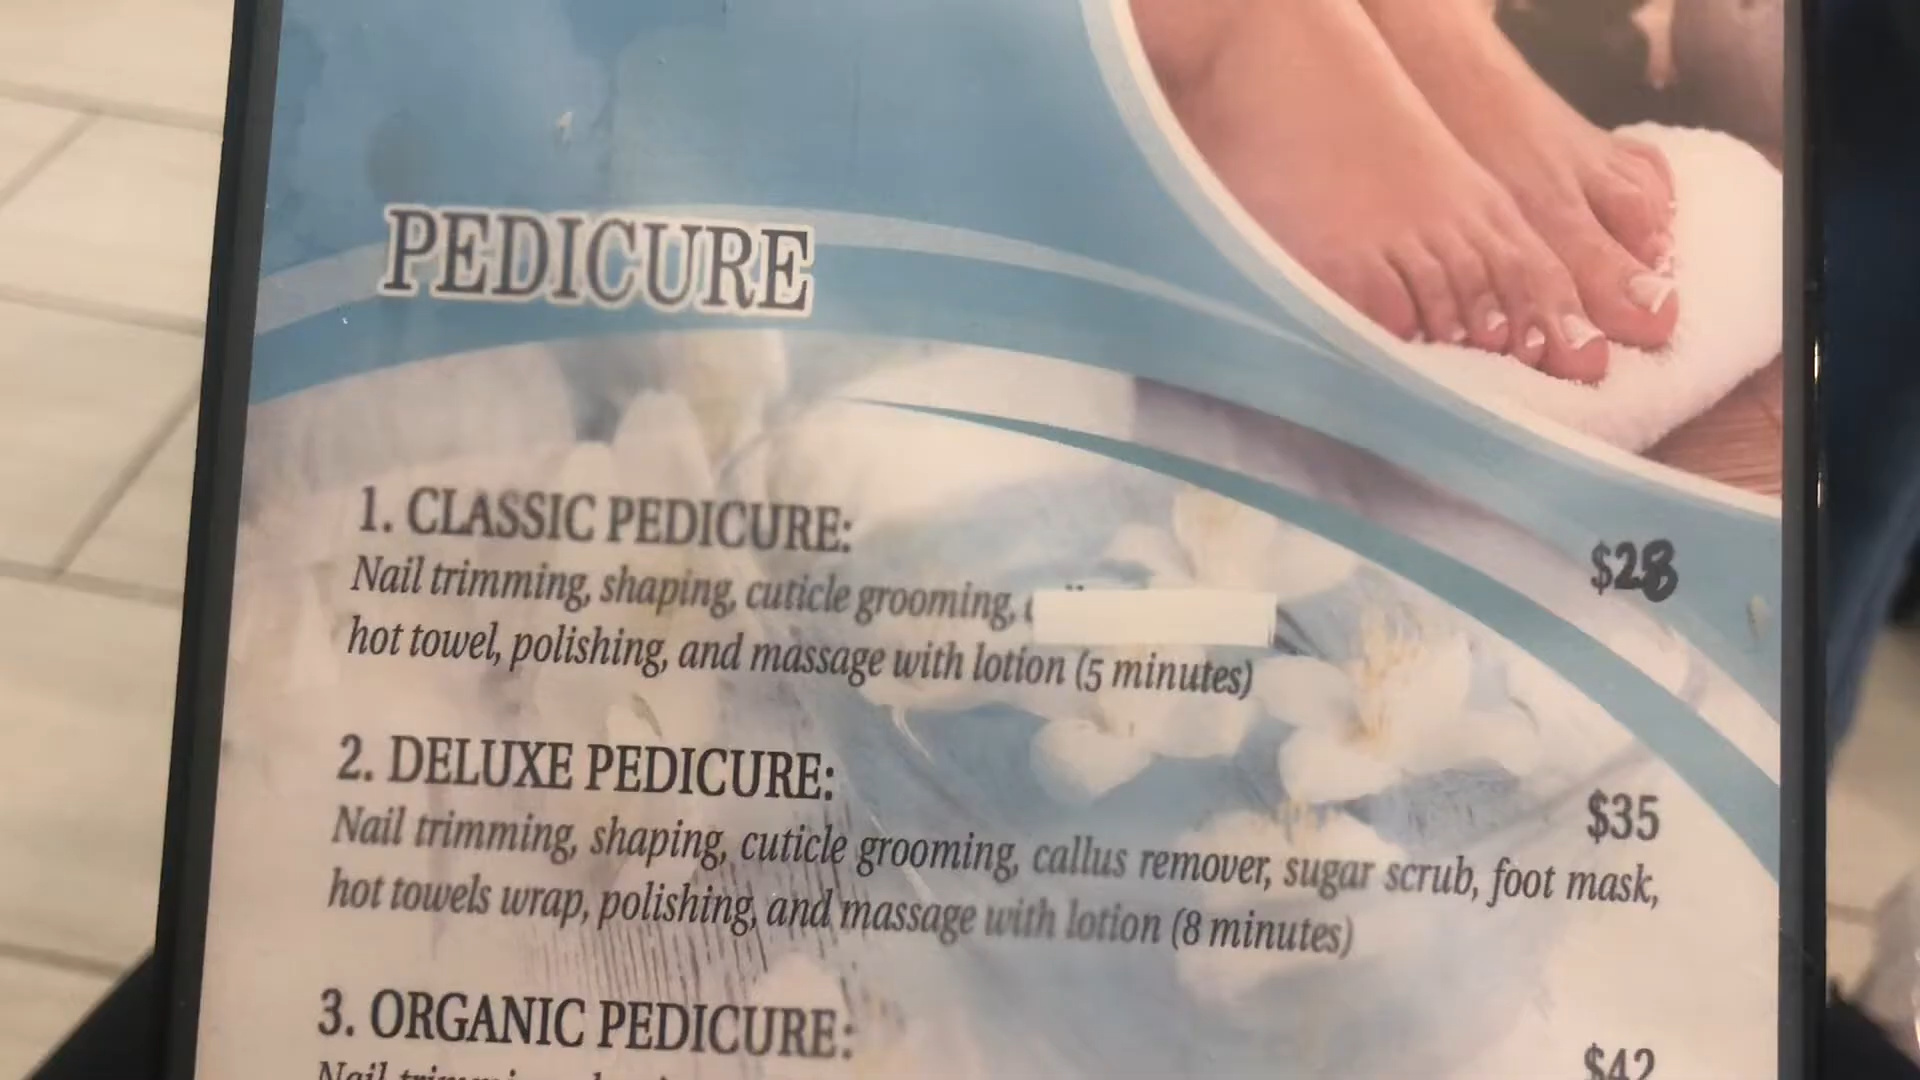 PEDICURE
1. CLASSIC PEDICURE:
$28
Nail trimming, shaping, cuticle grooming,
hot towel, polishing, and massage with lotion (5 minutes)
2. DELUXE PEDICURE:
$35
Nail trimming, shaping, cuticle grooming, callus remover, sugar scrub, foot mask,
hot towels wrap, polishing, and massage with lotion (8 minutes)
3. ORGANIC PEDICURE:
$42
Nail